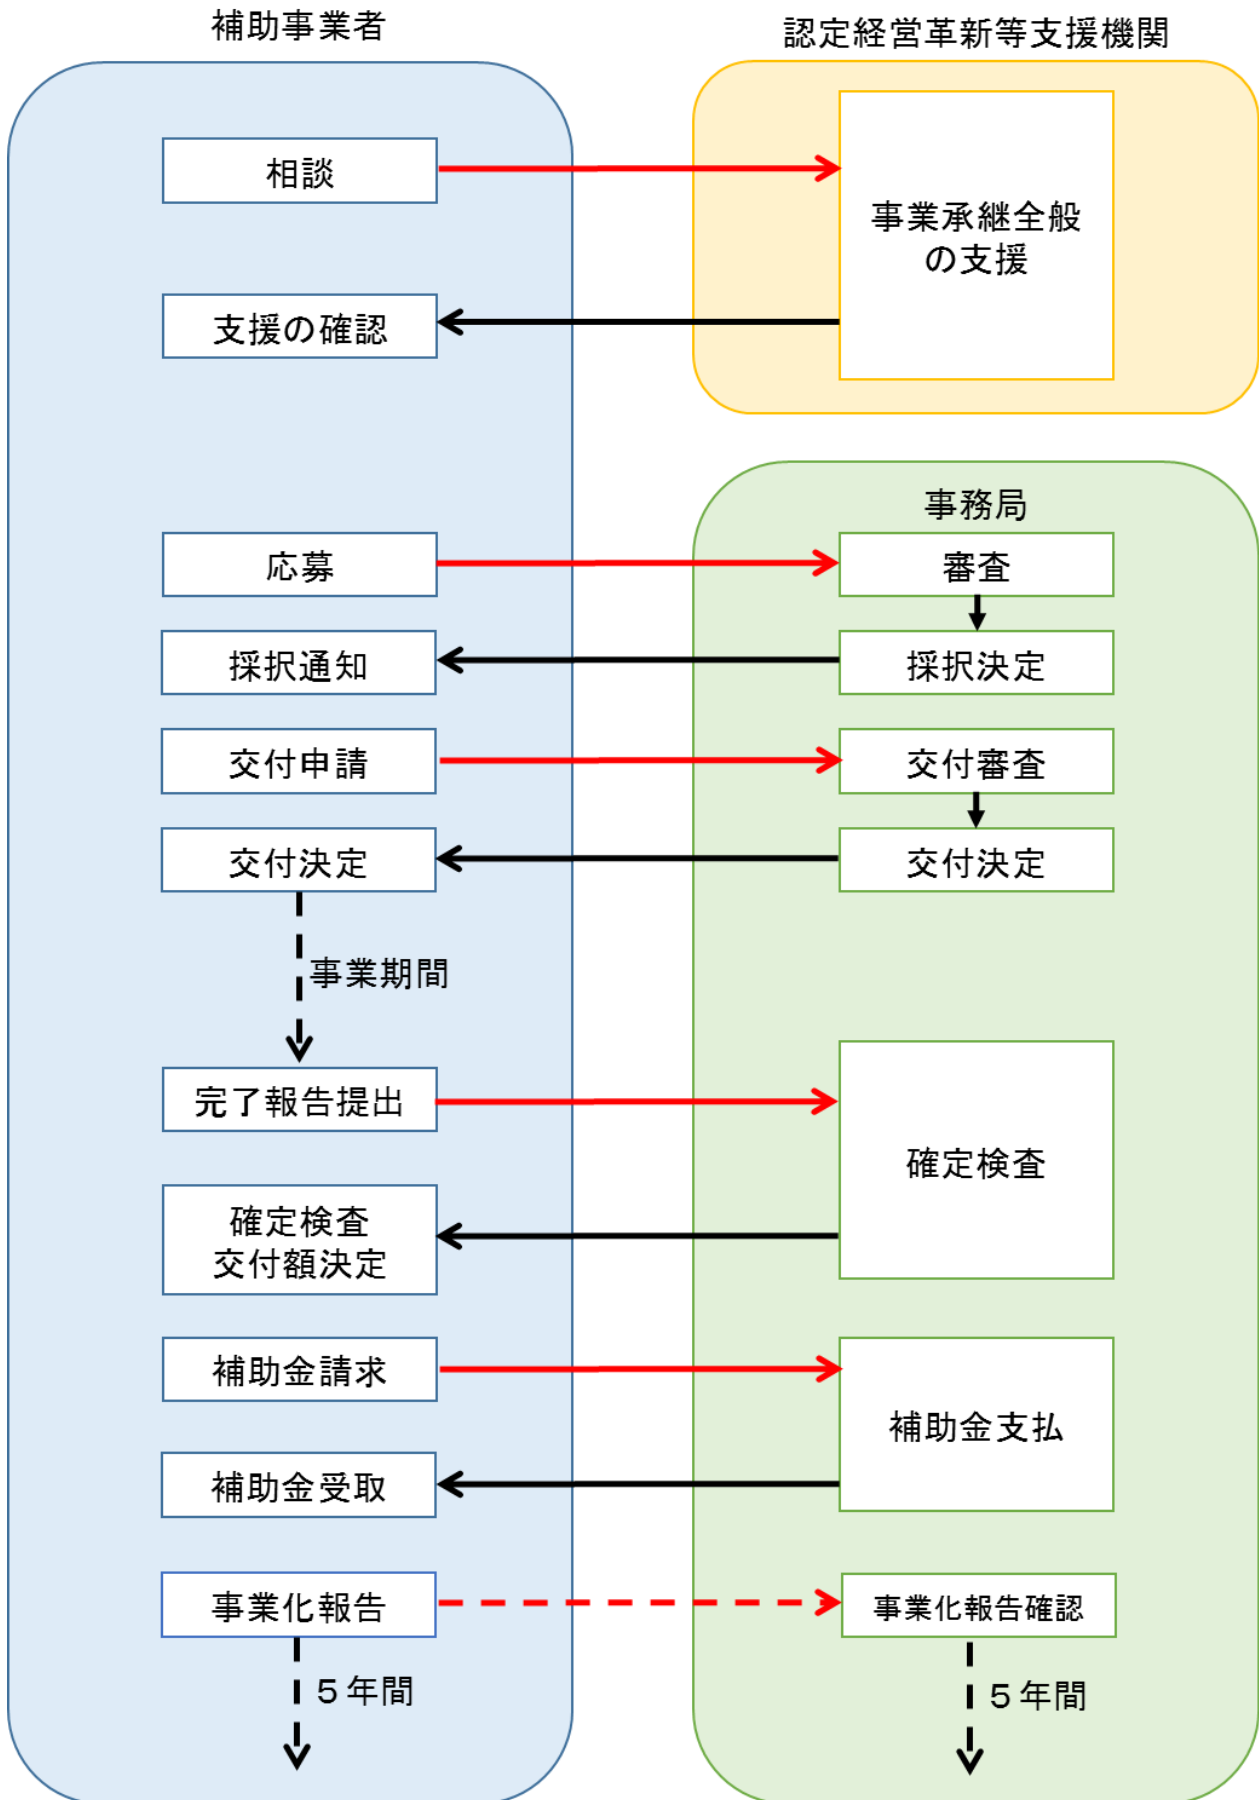 補助事業者
認定経営革新等支援機関
相談
事業承継全般
の支援
支援の確認
事務局
応募
審査
採択通知
採択決定
交付申請
交付審査
交付決定
交付決定
事業期間
完了報告提出
確定検査
確定検査
交付額決定
補助金請求
補助金支払
補助金受取
事業化報告
事業化報告確認
５年間
５年間